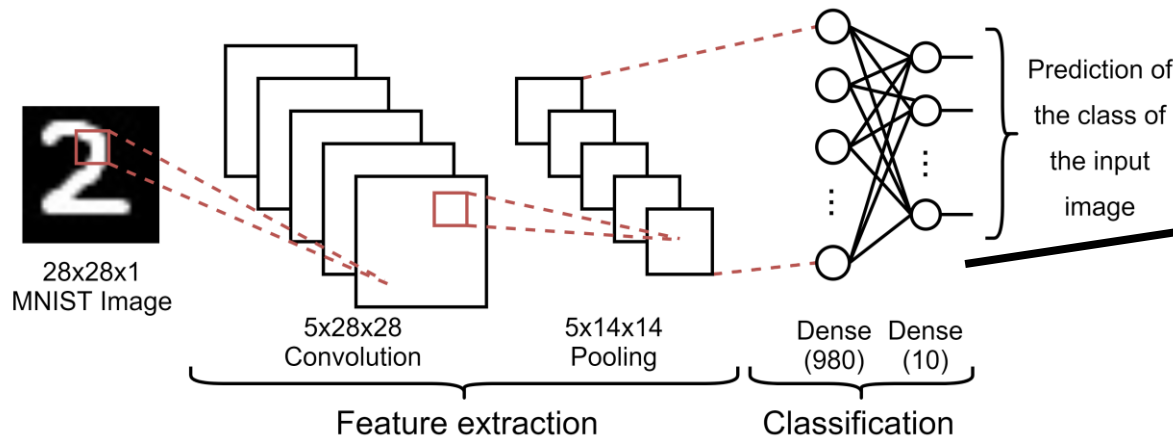 28x28x1
MNIST Image
5x28x28
Convolution
5x14x14
Pooling
Dense
(980)
Dense
(10)
Prediction of
the class of
the input
image
Feature extraction
Classification